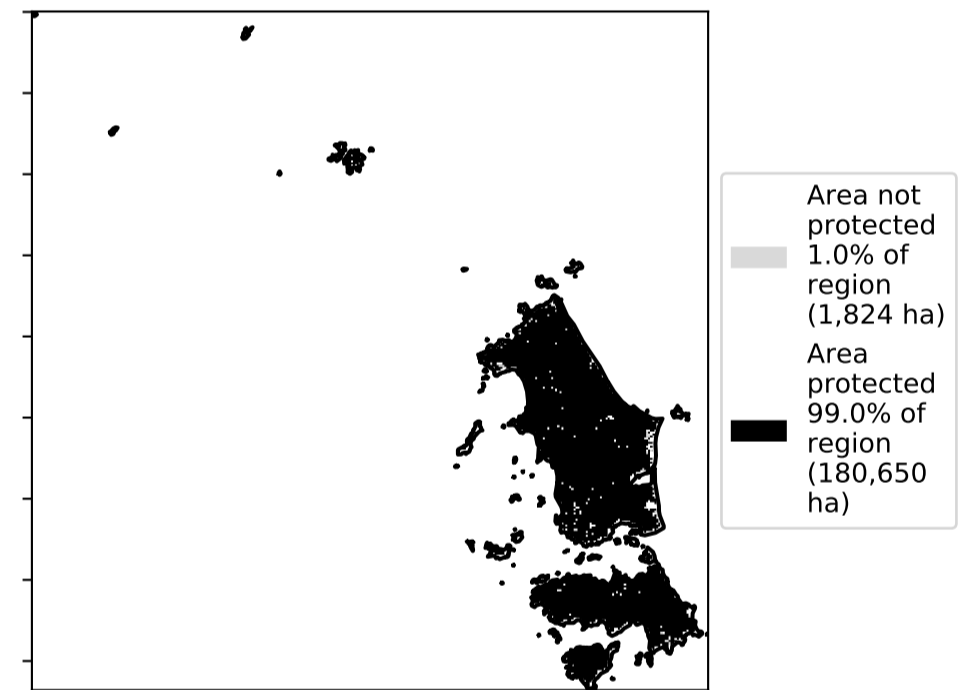 Area not
protected
1.0% of
region
(1,824 ha)
Area
protected
99.0% of
region
(180,650
ha)